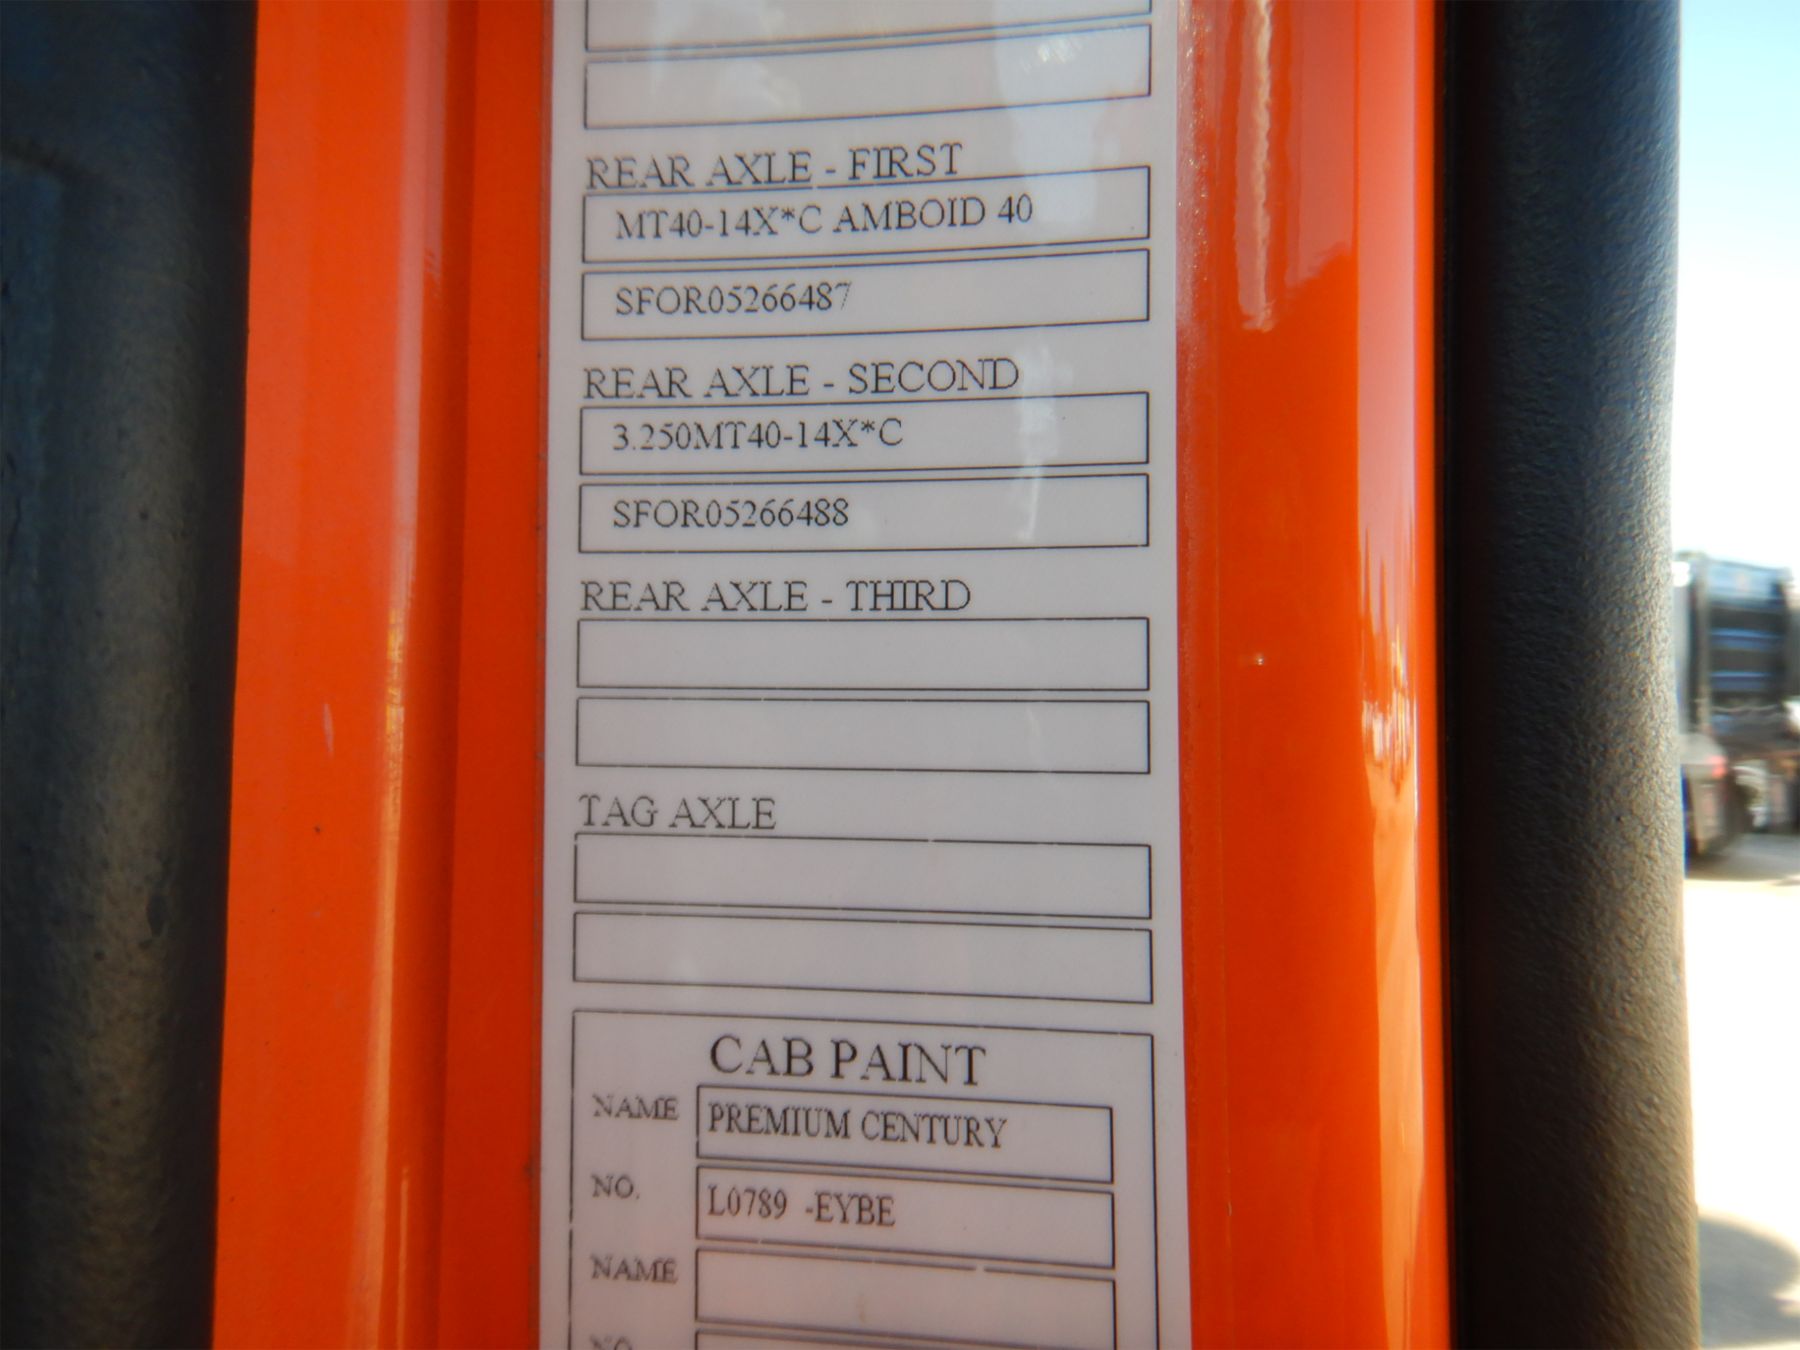 REAR AXLE - FIRST
MT40-14X*C AMBOID 40
SFOR05266487
REAR AXLE - SECOND
3.250MT40-14X*C
SFOR05266488
REAR AXLE - THIRD
TAG AXLE
CAB PAINT
NAME PREMIUM CENTURY
NO. L0789 -EYBE
NAME
NO.